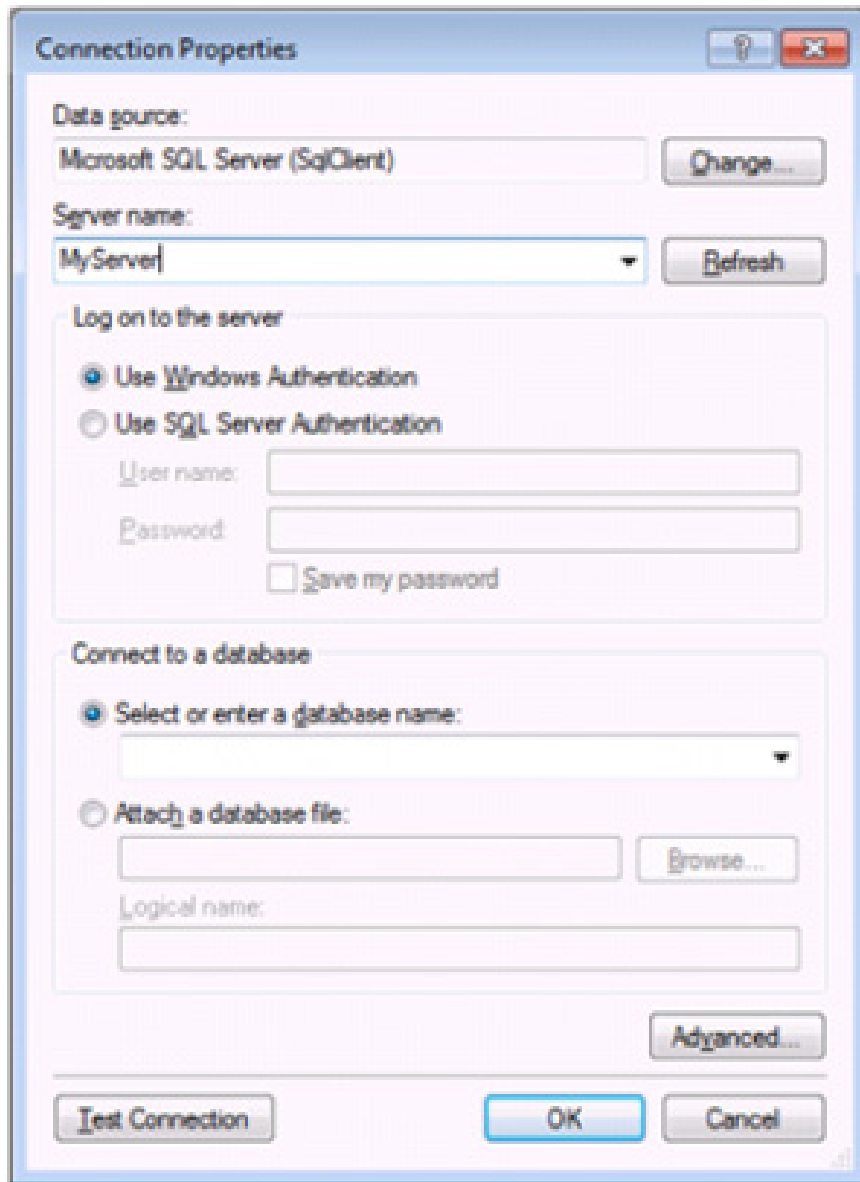 Connection Properties
Data source:
Microsoft SQL Server (SqlClient)
Change...
Server name:
MyServer
Refresh
Log on to the server
Use Windows Authentication
Use SQL Server Authentication
User name:
Password:
Save my password
Connect to a database
Select or enter a database name:
Attach a database file:
Browse...
Logical name:
Advanced...
Test Connection
OK
Cancel